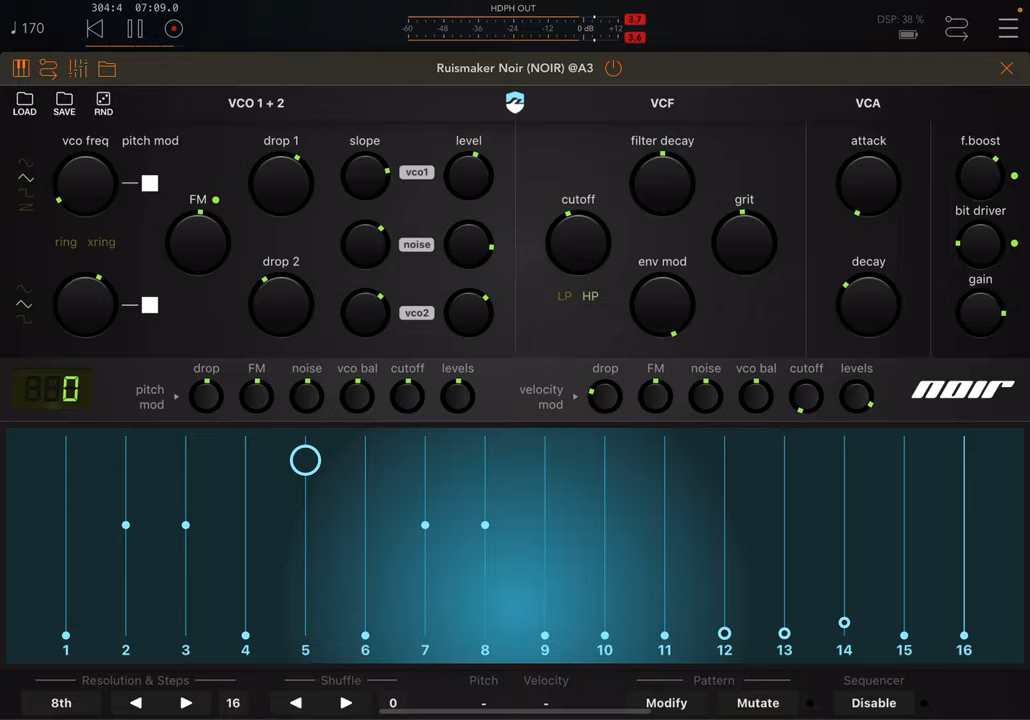 304:4 07:09.0
HDPH OUT
♩170
-60 -48 -36 -24 -12 0 dB +12
3.7
3.6
DSP: 38 %
Ruismaker Noir (NOIR) @A3
LOAD SAVE RND
VCO 1 + 2
VCF
VCA
vco freq pitch mod drop 1 slope level filter decay attack f.boost
vco1
FM cutoff grit
bit driver
ring xring noise
drop 2 env mod decay
gain
LP HP
vco2
0
pitch mod
drop FM noise vco bal cutoff levels
velocity mod
drop FM noise vco bal cutoff levels
noir
1 2 3 4 5 6 7 8 9 10 11 12 13 14 15 16
Resolution & Steps Shuffle Pitch Velocity Pattern Sequencer
8th 16 0 - - Modify Mutate Disable